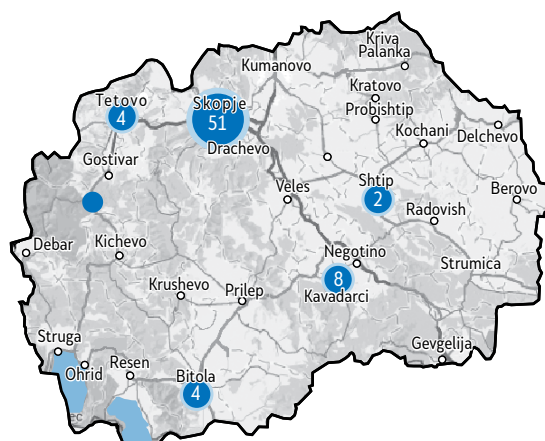 Kriva
Palanka
Kumanovo
Kratovo
Tetovo
4
Skopje
51
Probishtip
Kochani
Delchevo
Drachevo
Gostivar
Shtip
2
Veles
Berovo
Radovish
Debar
Kichevo
Negotino
Strumica
8
Kavadarci
Krushevo
Prilep
Struga
Gevgelija
Ohrid
Resen
Bitola
4